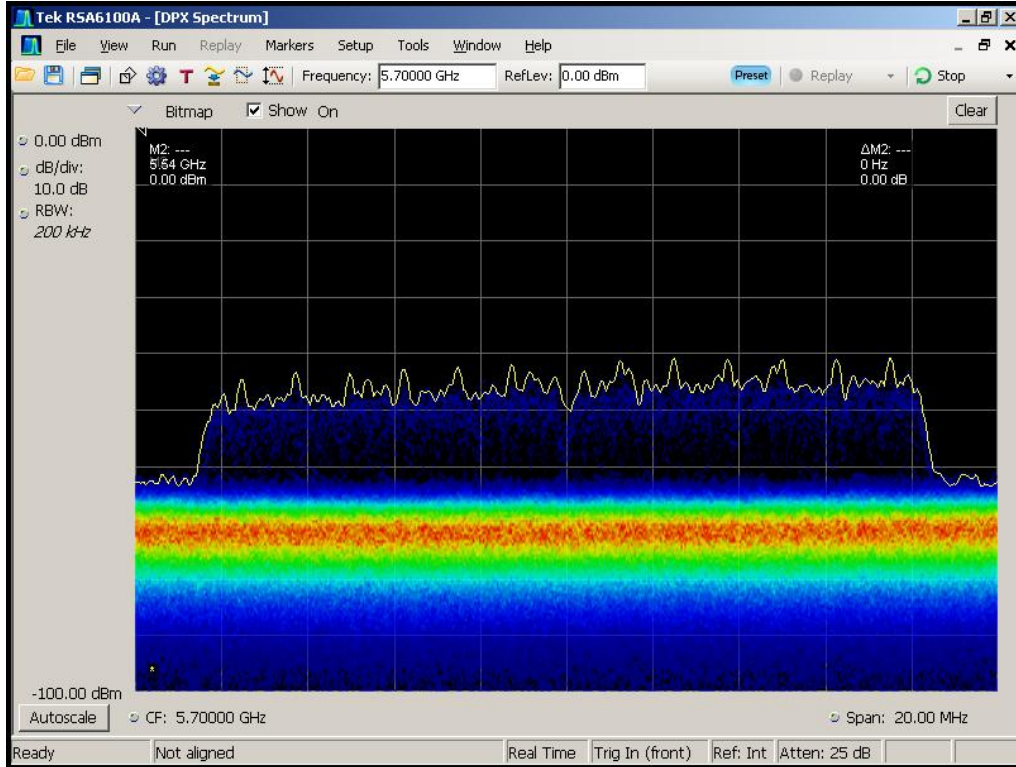 Tek RSA6100A - [DPX Spectrum]
File View Run Replay Markers Setup Tools Window Help
T Frequency: 5.70000 GHz RefLev: 0.00 dBm Preset Replay Stop
Bitmap Show On Clear
0.00 dBm
dB/div:
10.0 dB
RBW:
200 kHz
M2: ---
5.54 GHz
0.00 dBm
ΔM2: ---
0 Hz
0.00 dB
-100.00 dBm
Autoscale CF: 5.70000 GHz Span: 20.00 MHz
Ready Not aligned Real Time Trig In (front) Ref: Int Atten: 25 dB